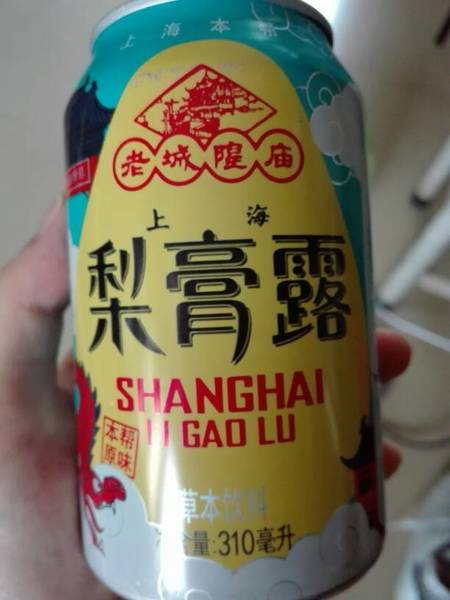 上海本帮
老城隍庙
上海
梨膏露
SHANGHAI
LI GAO LU
本帮
原味
草本饮料
含量:310毫升